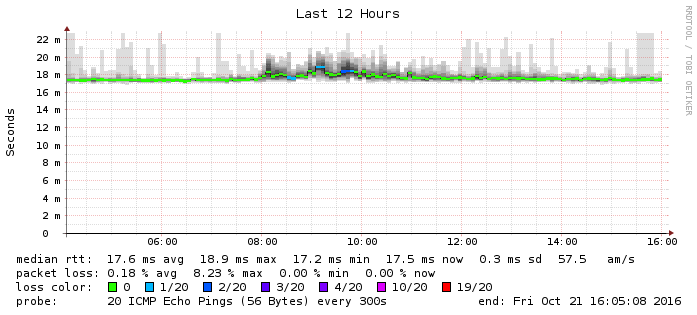 Last 12 Hours
RRDTOOL / TOBI OETIKER
Seconds
22 m
20 m
18 m
16 m
14 m
12 m
10 m
8 m
6 m
4 m
2 m
0
06:00 08:00 10:00 12:00 14:00 16:00
median rtt: 17.6 ms avg 18.9 ms max 17.2 ms min 17.5 ms now 0.3 ms sd 57.5 am/s
packet loss: 0.18 % avg 8.23 % max 0.00 % min 0.00 % now
loss color: 0 1/20 2/20 3/20 4/20 10/20 19/20
probe: 20 ICMP Echo Pings (56 Bytes) every 300s end: Fri Oct 21 16:05:08 2016